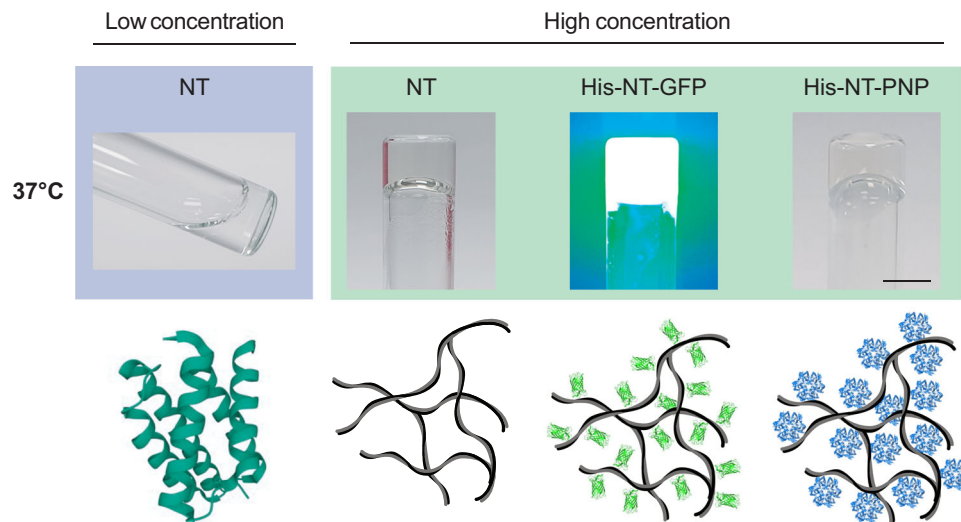 Low concentration
High concentration
NT
NT
His-NT-GFP
His-NT-PNP
37°C